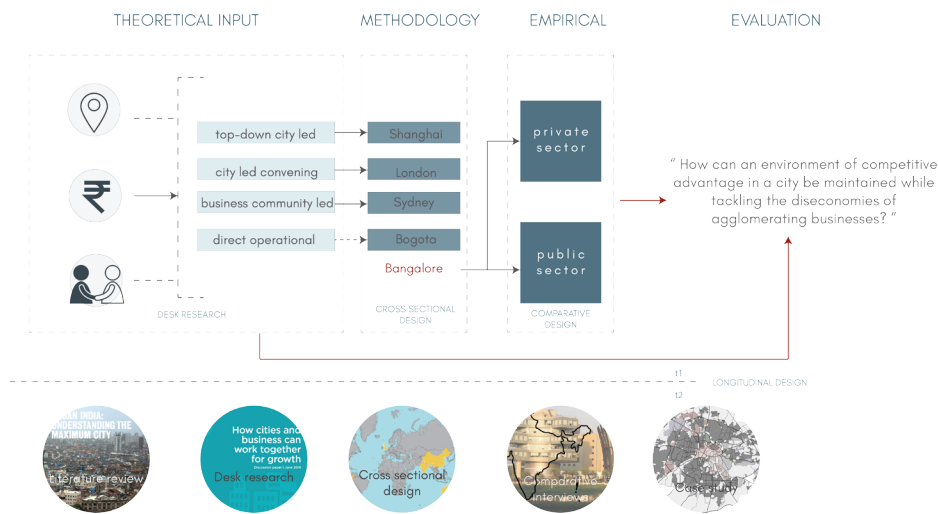 THEORETICAL INPUT
METHODOLOGY
EMPIRICAL
EVALUATION
top-down city led
city led convening
business community led
direct operational
DESK RESEARCH
Shanghai
London
Sydney
Bogota
Bangalore
CROSS SECTIONAL
DESIGN
private
sector
public
sector
COMPARATIVE
DESIGN
“ How can an environment of competitive
advantage in a city be maintained while
tackling the diseconomies of
agglomerating businesses? ”
t1
LONGITUDINAL DESIGN
t2
INDIA:
UNDERSTANDING THE
MAXIMUM CITY
Literature review
How cities and
business can
work together
for growth
Desk research
Cross sectional
design
Comparative
Interviews
Case study